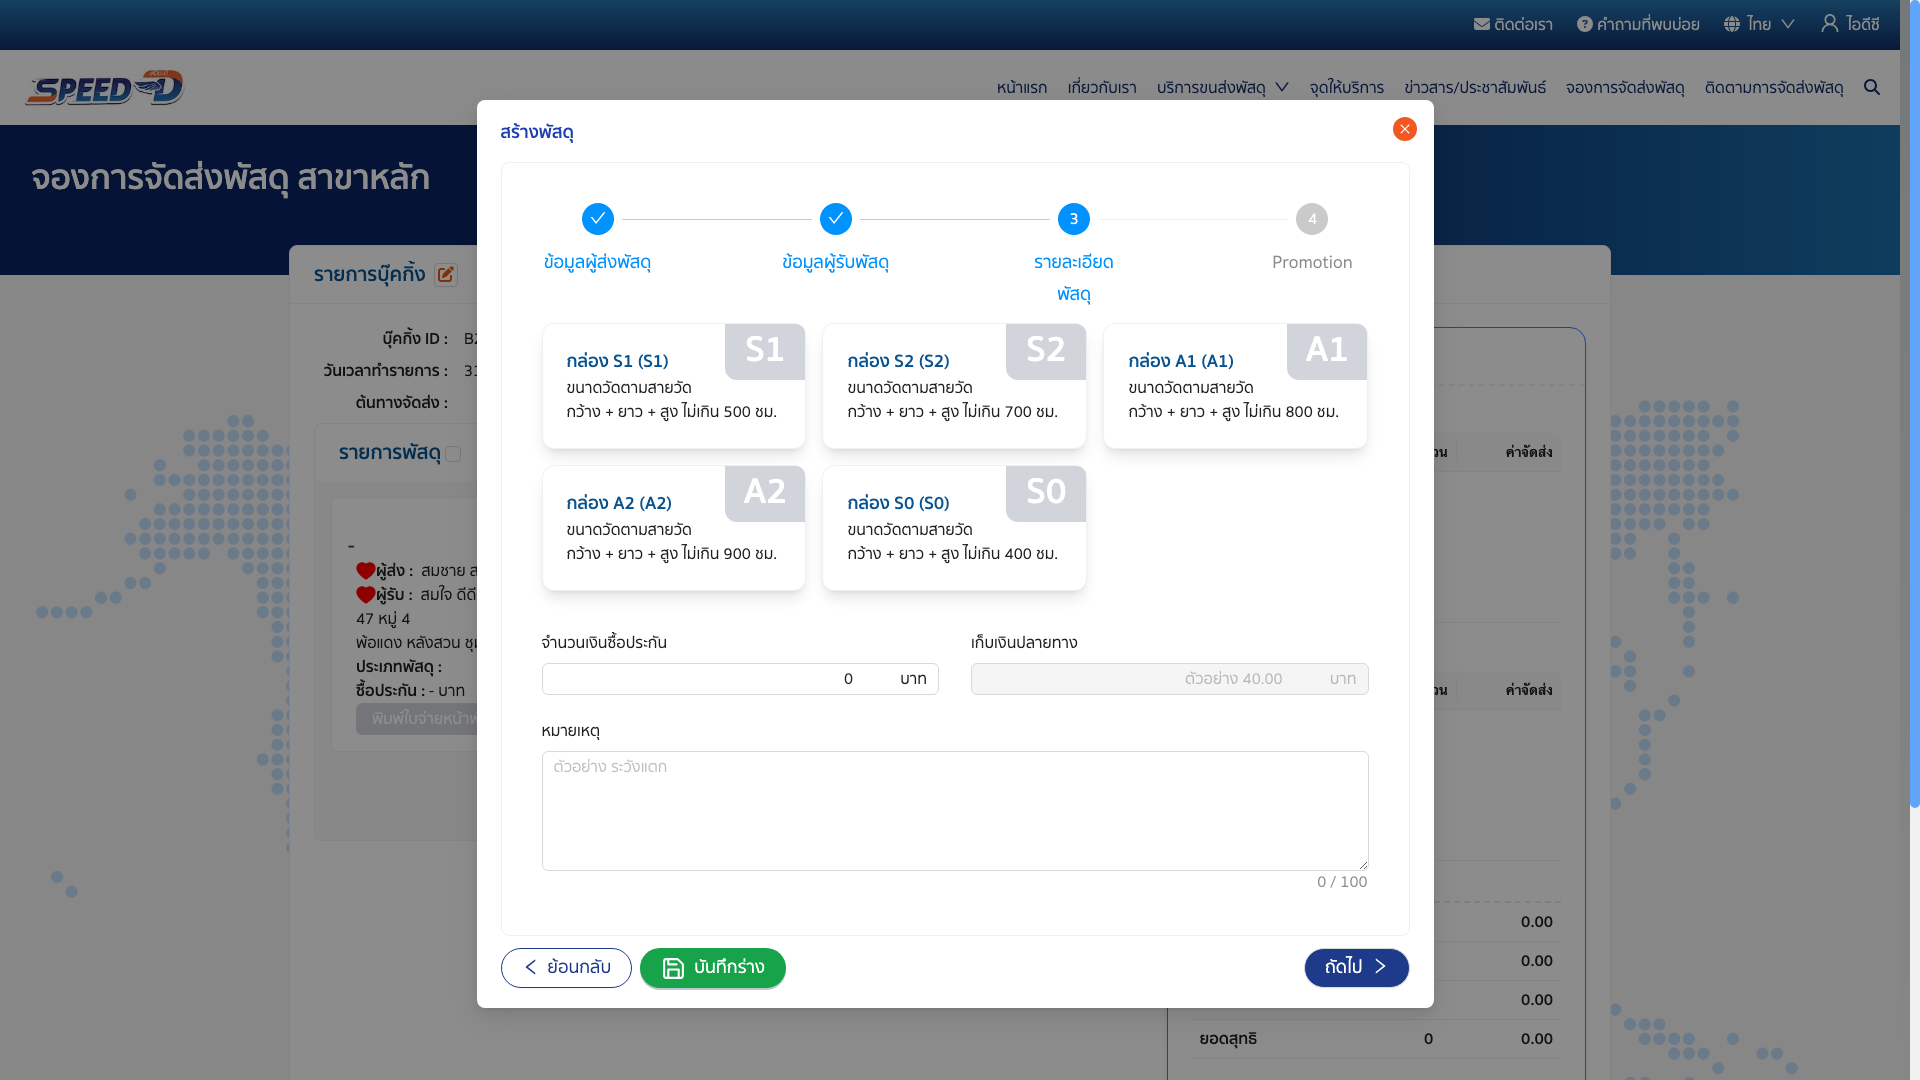 ติดต่อเรา
คำถามที่พบบ่อย
ไทย
ไอดีซี
SPEED-D
หน้าแรก
เกี่ยวกับเรา
บริการขนส่งพัสดุ
จุดให้บริการ
ข่าวสาร/ประชาสัมพันธ์
จองการจัดส่งพัสดุ
ติดตามการจัดส่งพัสดุ
จองการจัดส่งพัสดุ สาขาหลัก
สร้างพัสดุ
3
4
ข้อมูลผู้ส่งพัสดุ
ข้อมูลผู้รับพัสดุ
รายละเอียด
พัสดุ
Promotion
กล่อง S1 (S1)
S1
ขนาดวัดตามสายวัด
กว้าง + ยาว + สูง ไม่เกิน 500 ซม.
กล่อง S2 (S2)
S2
ขนาดวัดตามสายวัด
กว้าง + ยาว + สูง ไม่เกิน 700 ซม.
กล่อง A1 (A1)
A1
ขนาดวัดตามสายวัด
กว้าง + ยาว + สูง ไม่เกิน 800 ซม.
กล่อง A2 (A2)
A2
ขนาดวัดตามสายวัด
กว้าง + ยาว + สูง ไม่เกิน 900 ซม.
กล่อง S0 (S0)
S0
ขนาดวัดตามสายวัด
กว้าง + ยาว + สูง ไม่เกิน 400 ซม.
จำนวนเงินซื้อประกัน
0 บาท
เก็บเงินปลายทาง
ตัวอย่าง 40.00 บาท
หมายเหตุ
ตัวอย่าง ระวังแตก
0 / 100
ย้อนกลับ
บันทึกร่าง
ถัดไป
รายการบุ๊คกิ้ง
บุ๊คกิ้ง ID :
วันเวลาทำรายการ :
ต้นทางจัดส่ง :
รายการพัสดุ
-
ผู้ส่ง : สมชาย
ผู้รับ : สมใจ ดีดี
47 หมู่ 4
พ้อแดง หลังสวน
ประเภทพัสดุ :
ซื้อประกัน : - บาท
พิมพ์ใบจ่ายหน้า
ค่าจัดส่ง
ค่าจัดส่ง
0.00
0.00
0.00
ยอดสุทธิ 0 0.00